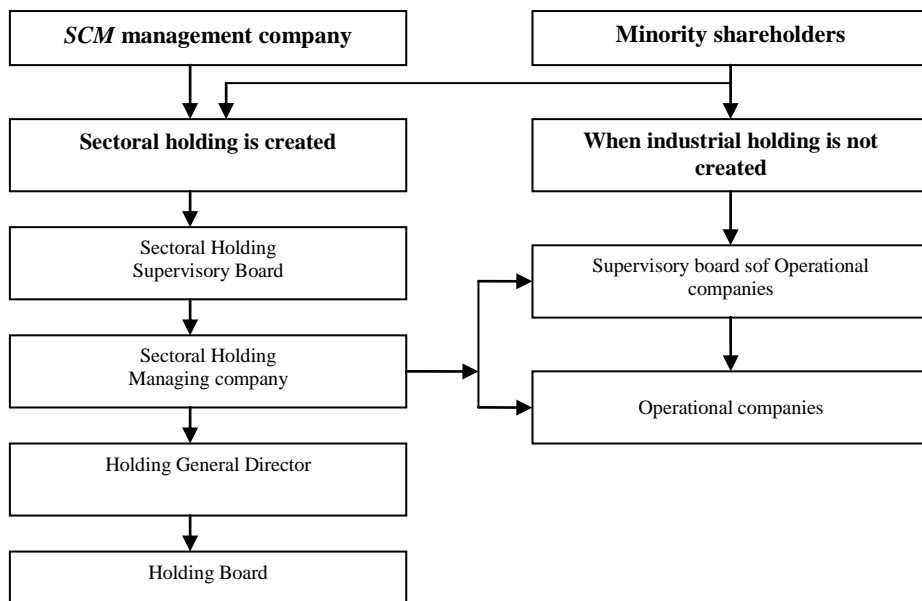 SCM management company
Minority shareholders
Sectoral holding is created
When industrial holding is not
created
Sectoral Holding
Supervisory Board
Supervisory board sof Operational
companies
Sectoral Holding
Managing company
Operational companies
Holding General Director
Holding Board